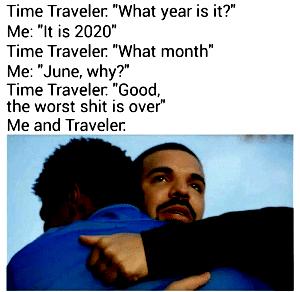 Time Traveler: "What year is it?"
Me: "It is 2020"
Time Traveler: "What month"
Me: "June, why?"
Time Traveler: "Good,
the worst shit is over"
Me and Traveler: